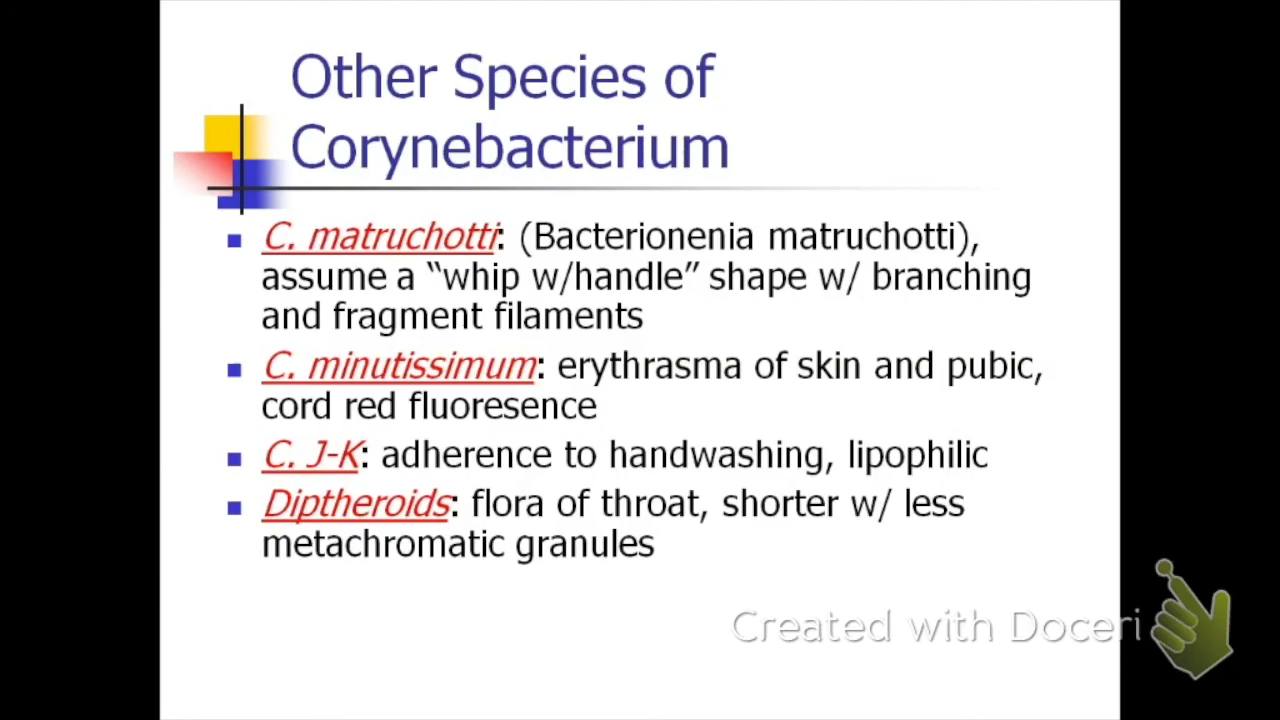 Other Species of
Corynebacterium
C. matruchotti: (Bacterionenia matruchotti),
assume a “whip w/handle” shape w/ branching
and fragment filaments
C. minutissimum: erythrasma of skin and pubic,
cord red fluoresence
C. J-K: adherence to handwashing, lipophilic
Diptheroids: flora of throat, shorter w/ less
metachromatic granules
Created with Doceri